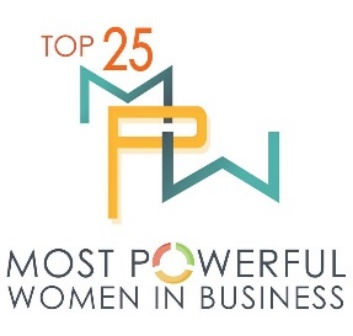 TOP 25
MPW
MOST POWERFUL
WOMEN IN BUSINESS